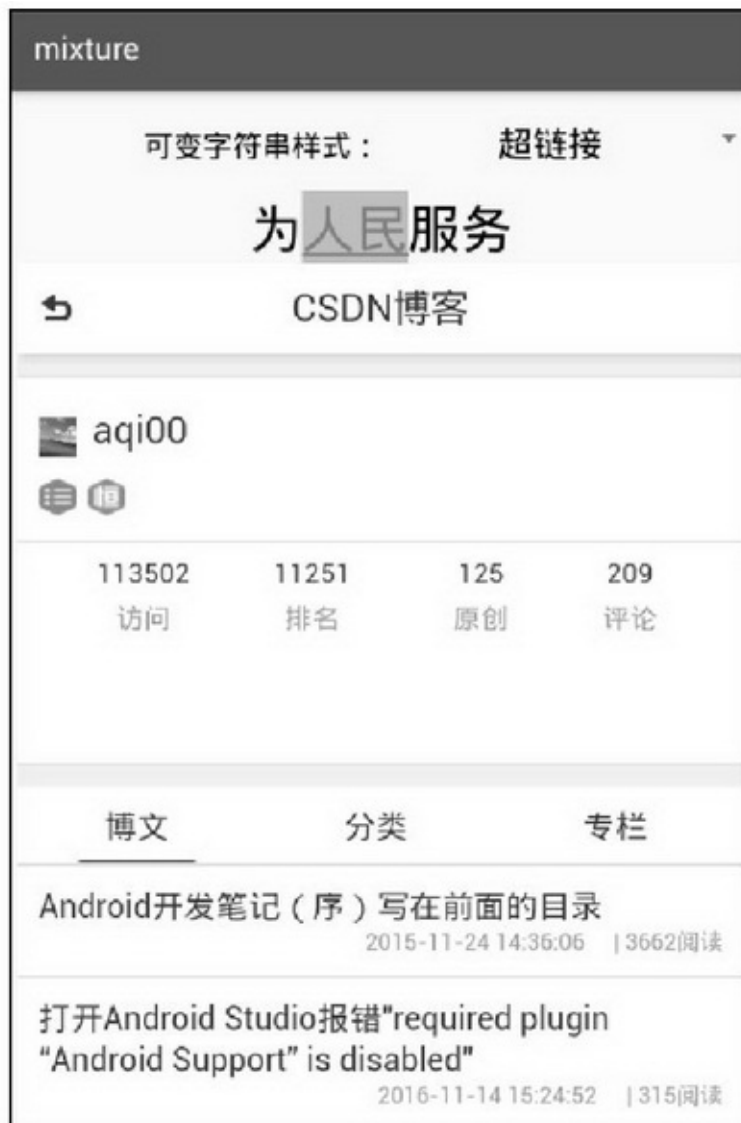 mixture
可变字符串样式： 超链接
为人民服务
CSDN博客
aqi00
113502 11251 125 209
访问 排名 原创 评论
博文 分类 专栏
Android开发笔记（序）写在前面的目录
2015-11-24 14:36:06 |3662阅读
打开Android Studio报错"required plugin
“Android Support” is disabled"
2016-11-14 15:24:52 |315阅读